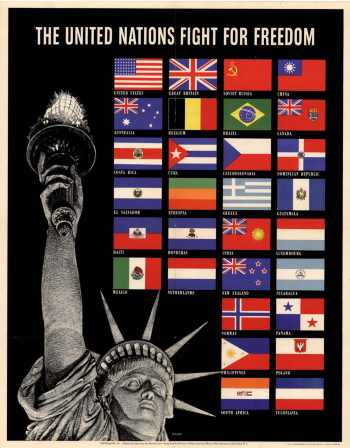 THE UNITED NATIONS FIGHT FOR FREEDOM
UNITED STATES
GREAT BRITAIN
SOVIET RUSSIA
CHINA
AUSTRALIA
BELGIUM
BRAZIL
CANADA
COSTA RICA
CUBA
CZECHOSLOVAKIA
DOMINICAN REPUBLIC
EL SALVADOR
ETHIOPIA
GREECE
GUATEMALA
HAITI
HONDURAS
INDIA
LUXEMBOURG
MEXICO
NETHERLANDS
NEW ZEALAND
NICARAGUA
NORWAY
PANAMA
PHILIPPINES
POLAND
SOUTH AFRICA
YUGOSLAVIA